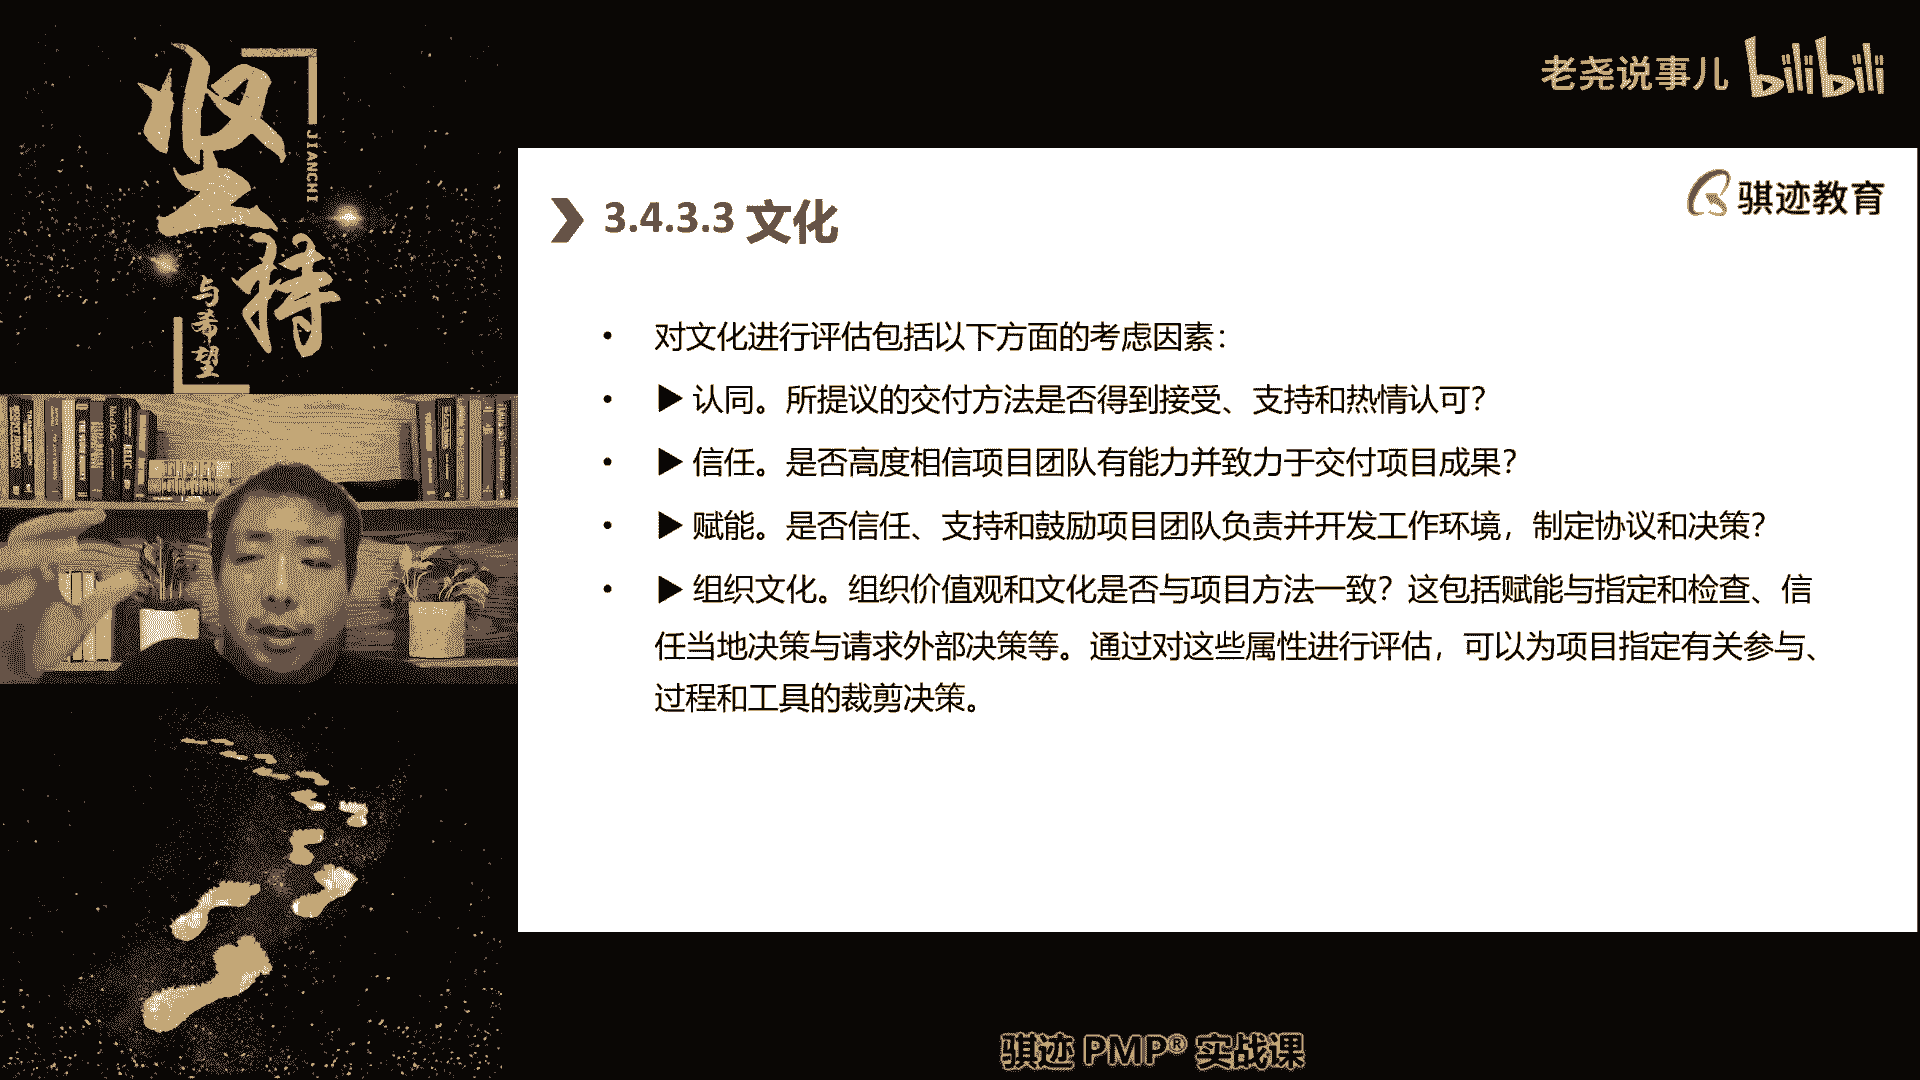 坚持
JIANCHI
与希望
老尧说事儿 bilibili
骐迹教育
3.4.3.3 文化
• 对文化进行评估包括以下方面的考虑因素：
• ▶ 认同。所提议的交付方法是否得到接受、支持和热情认可？
• ▶ 信任。是否高度相信项目团队有能力并致力于交付项目成果？
• ▶ 赋能。是否信任、支持和鼓励项目团队负责并开发工作环境，制定协议和决策？
• ▶ 组织文化。组织价值观和文化是否与项目方法一致？这包括赋能与指定和检查、信
任当地决策与请求外部决策等。通过对这些属性进行评估，可以为项目指定有关参与、
过程和工具的裁剪决策。
骐迹 PMP® 实战课